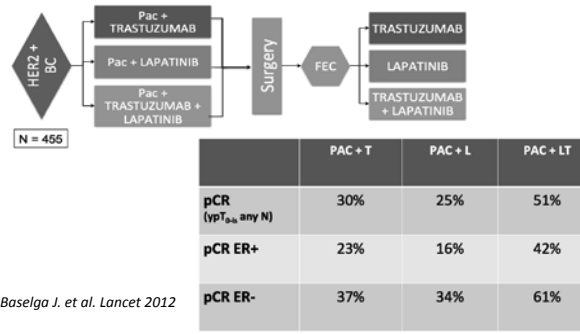 HER2 +
BC
N = 455
Pac +
TRASTUZUMAB
Pac + LAPATINIB
Pac +
TRASTUZUMAB +
LAPATINIB
Surgery
FEC
TRASTUZUMAB
LAPATINIB
TRASTUZUMAB
+ LAPATINIB
PAC + T PAC + L PAC + LT
pCR 30% 25% 51%
(ypT0-is any N)
pCR ER+ 23% 16% 42%
pCR ER- 37% 34% 61%
Baselga J. et al. Lancet 2012